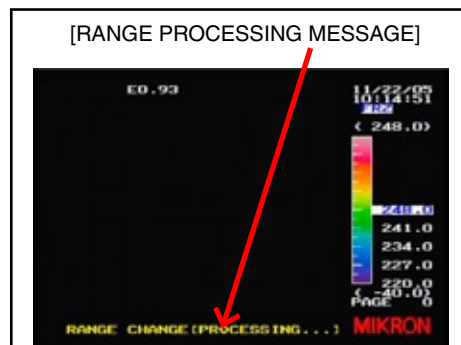 [RANGE PROCESSING MESSAGE]
E0.93
11/22/05
10:14:51
FRZ
( 248.0)
248.0
241.0
234.0
227.0
220.0
( -40.0)
PAGE 0
RANGE CHANGE[PROCESSING...]
MIKRON